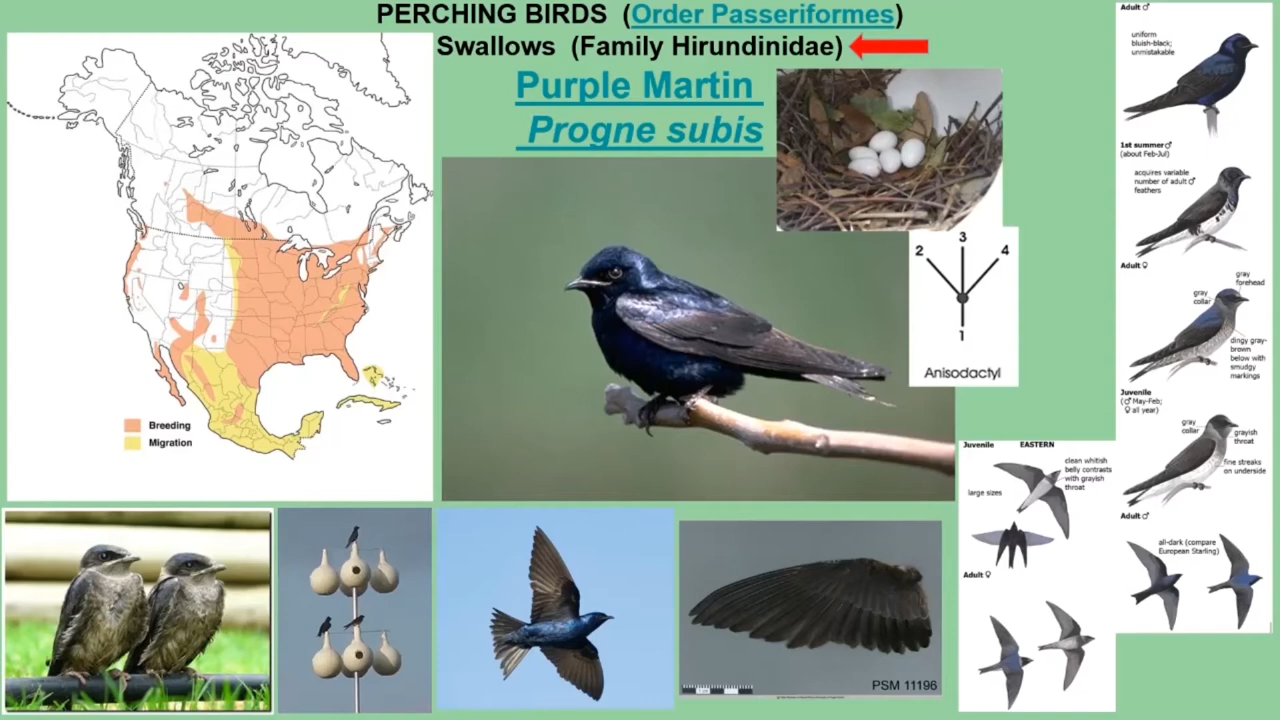 PERCHING BIRDS (Order Passeriformes)
Swallows (Family Hirundinidae)
Purple Martin
Progne subis
Breeding
Migration
2
3
4
1
Anisodactyl
PSM 11196
Adult ♂
uniform
bluish-black;
unmistakable
1st summer ♂
(about Feb-Jul)
acquires variable
number of adult ♂
feathers
Adult ♀
gray
forehead
gray
collar
dingy gray-
brown
below with
smudgy
markings
Juvenile
(♂ May-Feb;
♀ all year)
gray
collar
grayish
throat
fine streaks
on underside
Adult ♂
all-dark (compare
European Starling)
Juvenile EASTERN
clean whitish
belly contrasts
with grayish
throat
large sizes
Adult ♀